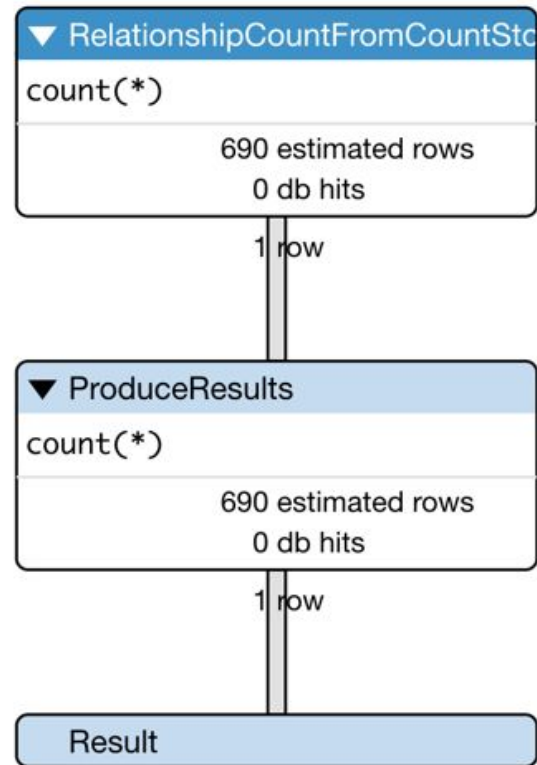 RelationshipCountFromCountSto
count(*)
690 estimated rows
0 db hits
1 row
ProduceResults
count(*)
690 estimated rows
0 db hits
1 row
Result